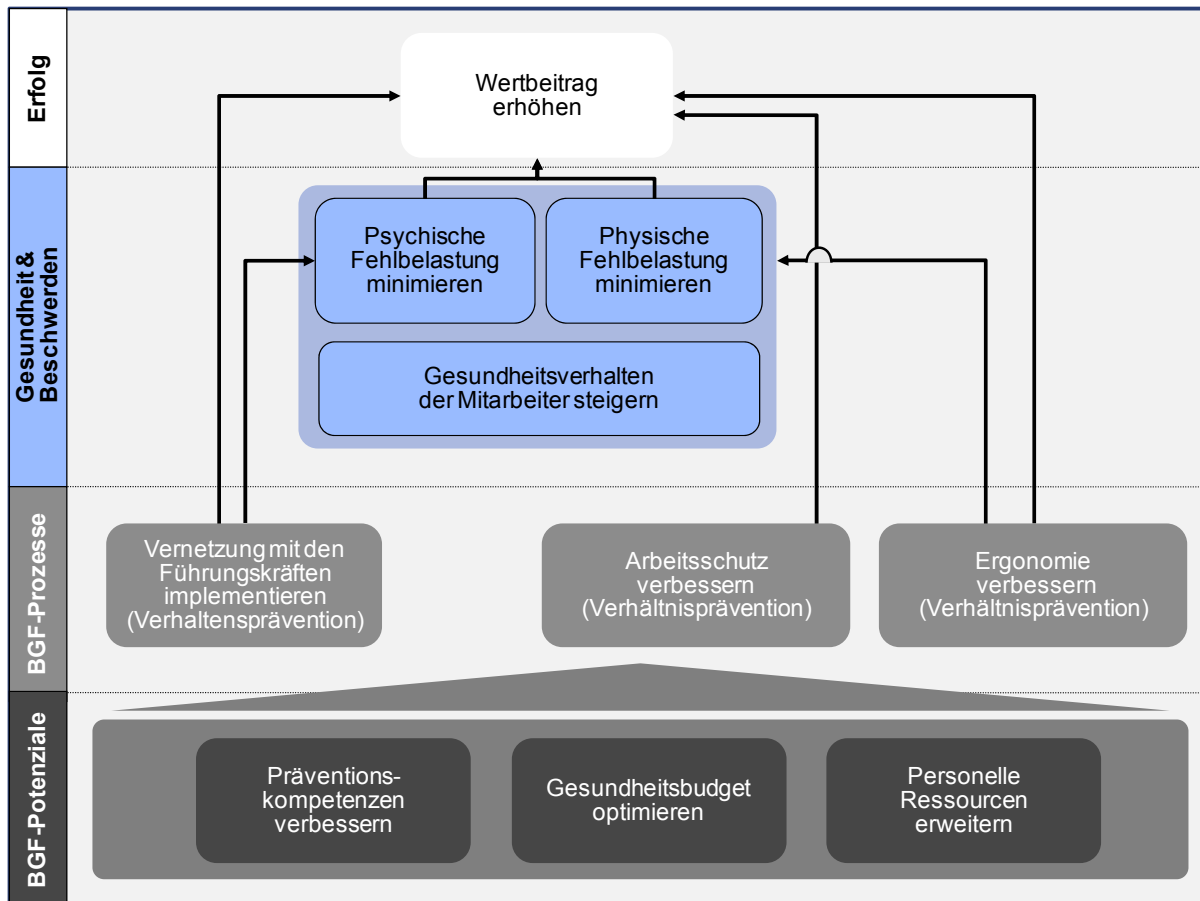 Erfolg
Wertbeitrag
erhöhen
Gesundheit &
Beschwerden
Psychische
Fehlbelastung
minimieren
Physische
Fehlbelastung
minimieren
Gesundheitsverhalten
der Mitarbeiter steigern
BGF-Prozesse
Vernetzung mit den
Führungskräften
implementieren
(Verhaltensprävention)
Arbeitsschutz
verbessern
(Verhältnisprävention)
Ergonomie
verbessern
(Verhältnisprävention)
BGF-Potenziale
Präventions-
kompetenzen
verbessern
Gesundheitsbudget
optimieren
Personelle
Ressourcen
erweitern